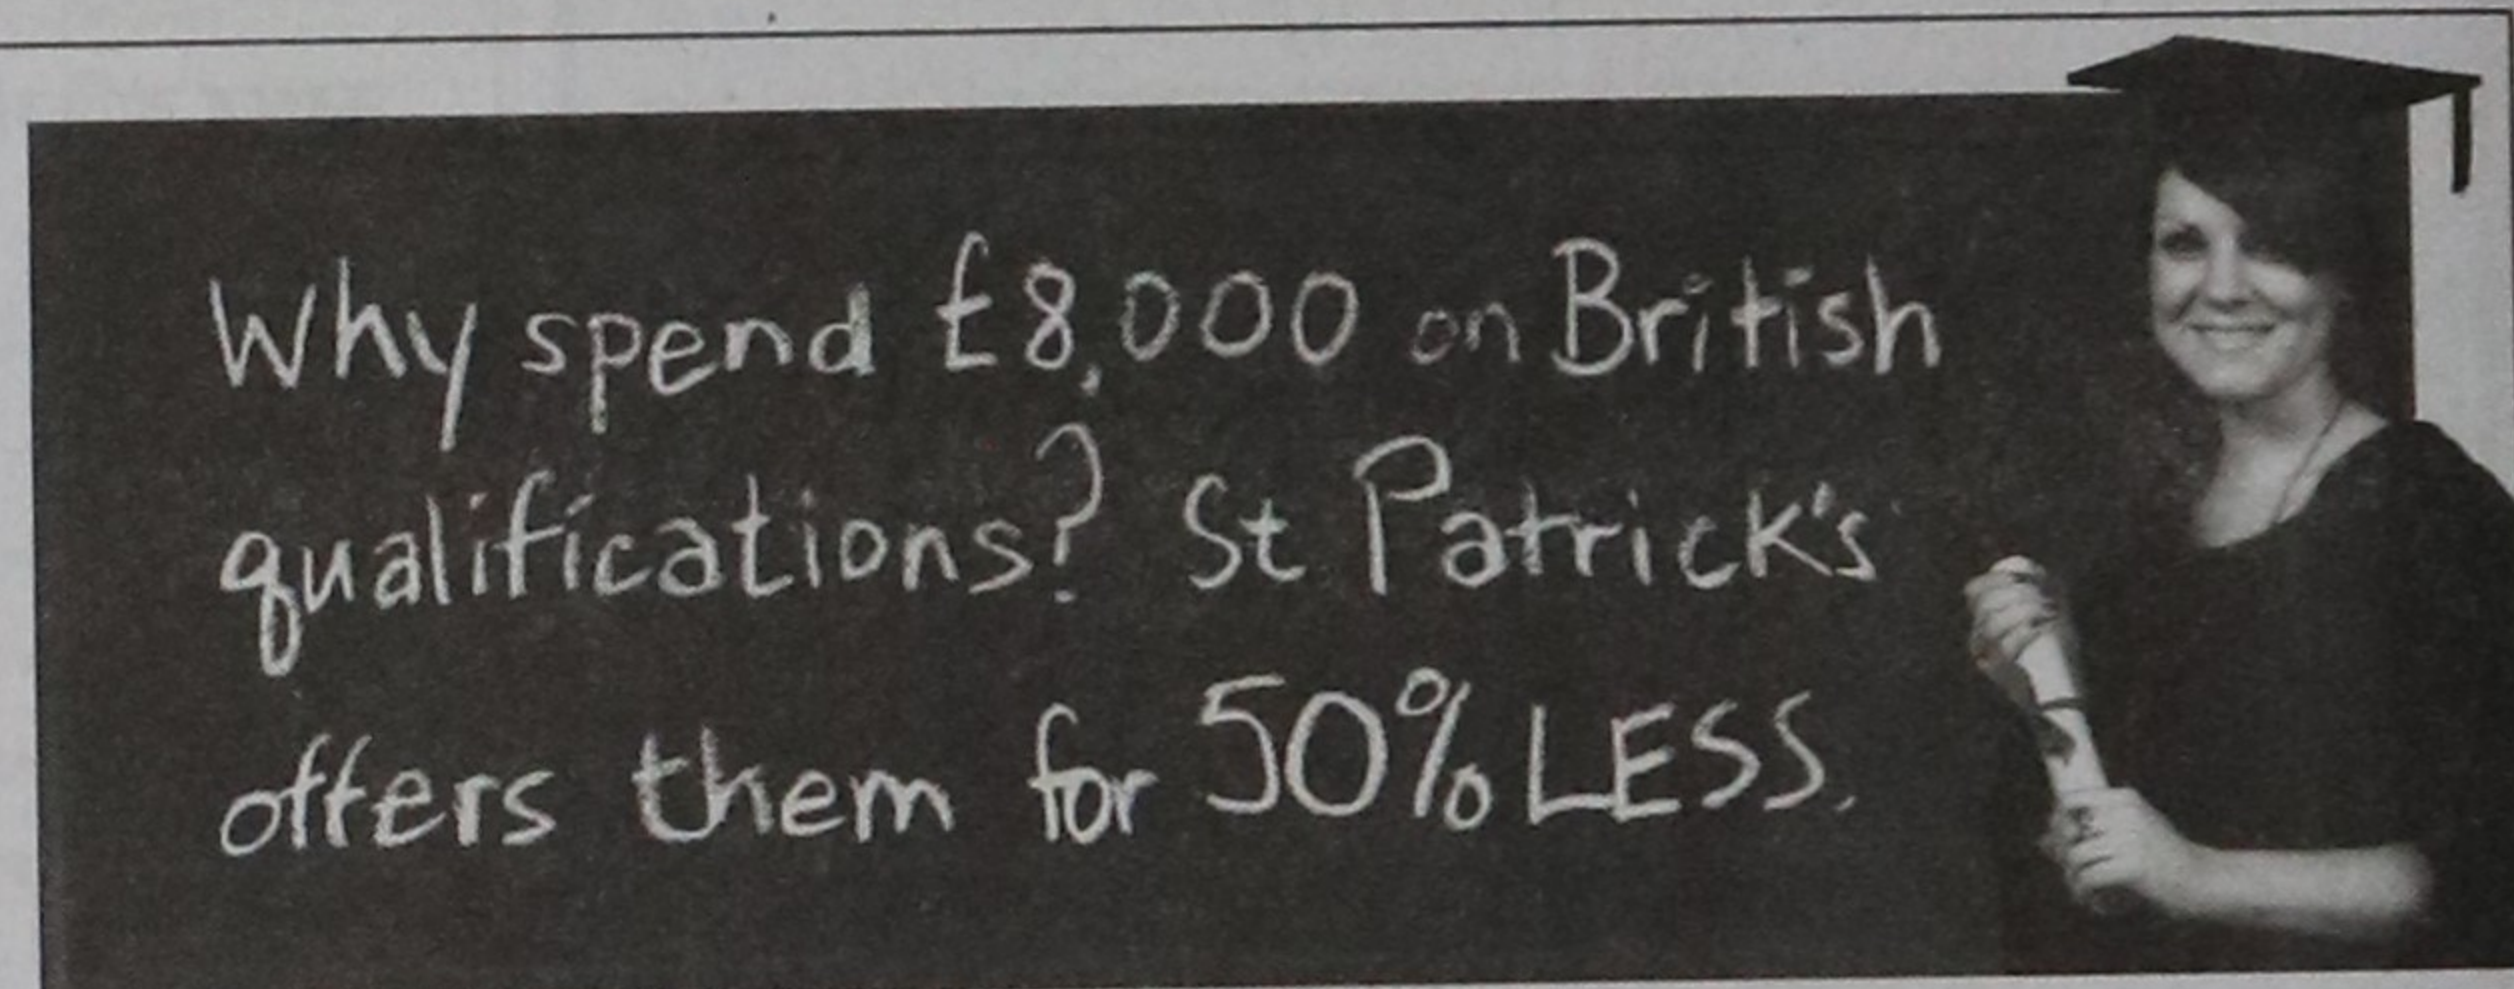 Why spend £8,000 on British
qualifications? St Patrick's
offers them for 50% LESS.